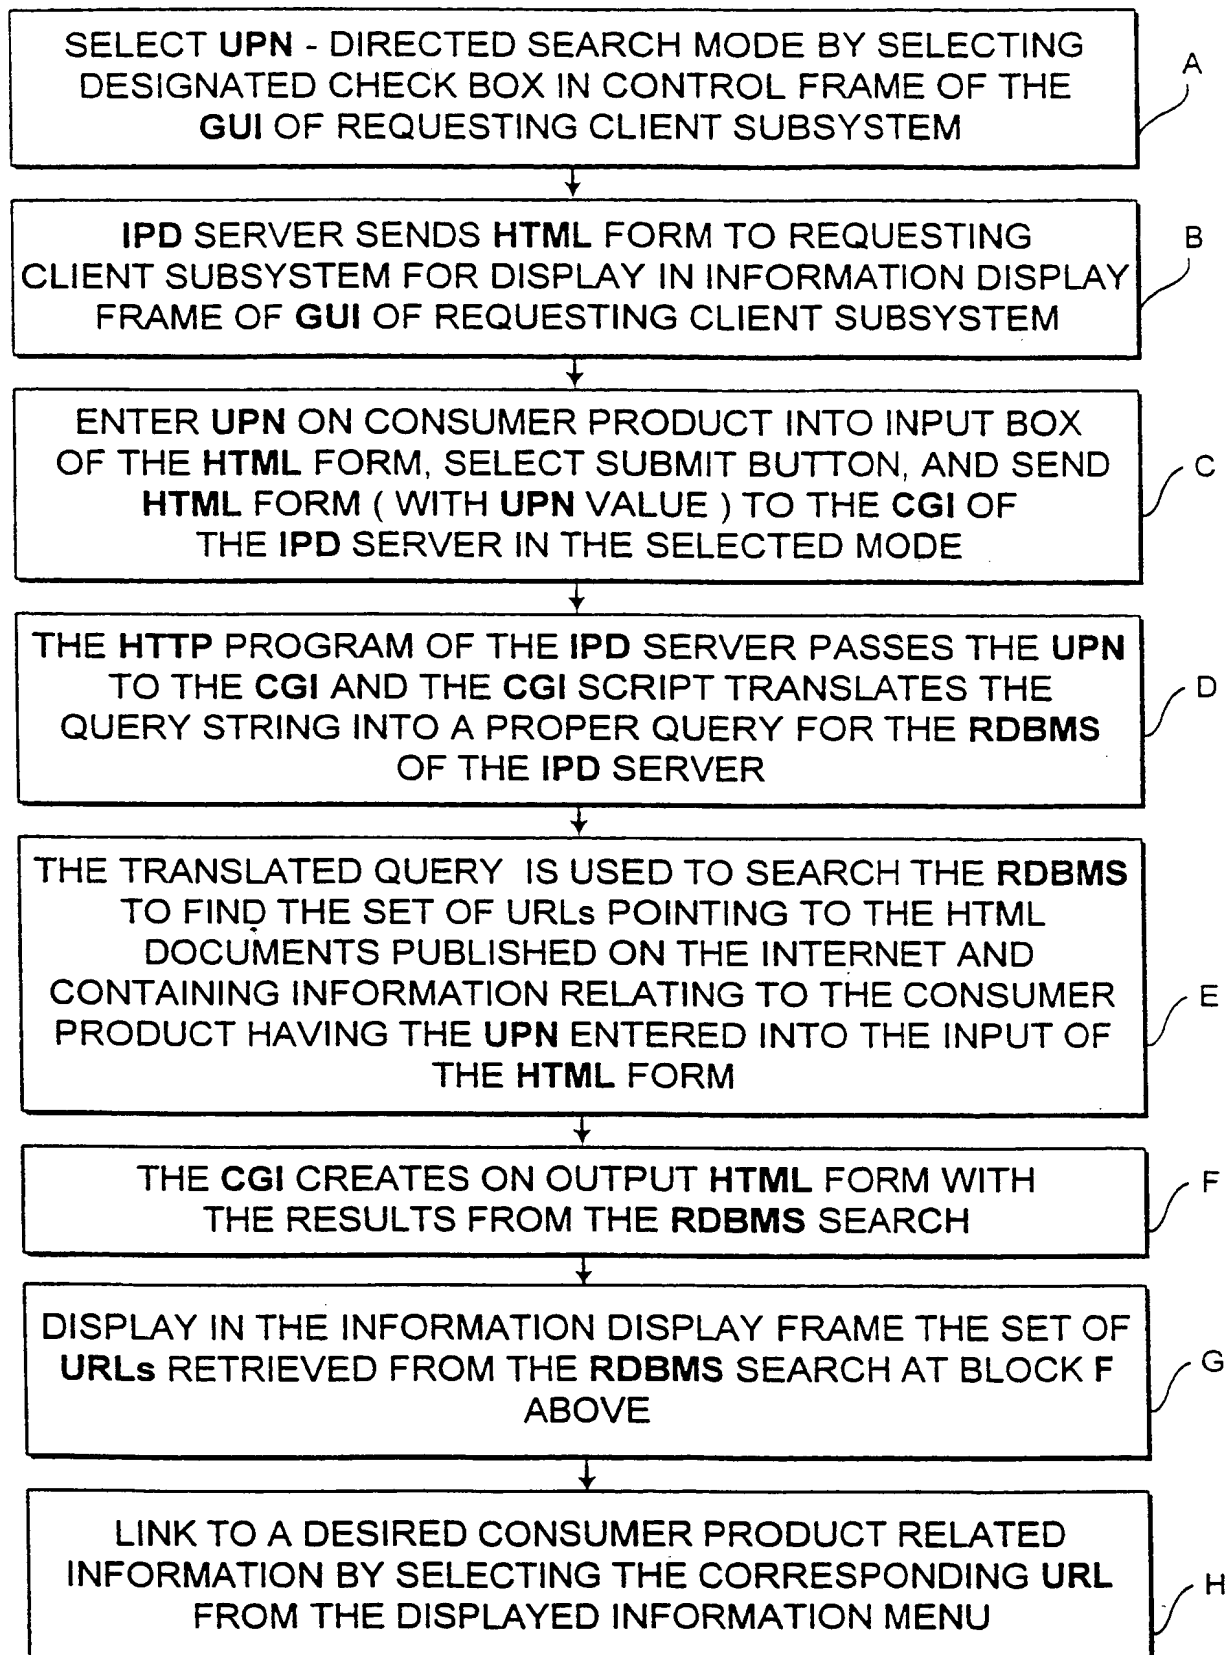 SELECT UPN - DIRECTED SEARCH MODE BY SELECTING
DESIGNATED CHECK BOX IN CONTROL FRAME OF THE
GUI OF REQUESTING CLIENT SUBSYSTEM
A
IPD SERVER SENDS HTML FORM TO REQUESTING
CLIENT SUBSYSTEM FOR DISPLAY IN INFORMATION DISPLAY
FRAME OF GUI OF REQUESTING CLIENT SUBSYSTEM
B
ENTER UPN ON CONSUMER PRODUCT INTO INPUT BOX
OF THE HTML FORM, SELECT SUBMIT BUTTON, AND SEND
HTML FORM ( WITH UPN VALUE ) TO THE CGI OF
THE IPD SERVER IN THE SELECTED MODE
C
THE HTTP PROGRAM OF THE IPD SERVER PASSES THE UPN
TO THE CGI AND THE CGI SCRIPT TRANSLATES THE
QUERY STRING INTO A PROPER QUERY FOR THE RDBMS
OF THE IPD SERVER
D
THE TRANSLATED QUERY IS USED TO SEARCH THE RDBMS
TO FIND THE SET OF URLs POINTING TO THE HTML
DOCUMENTS PUBLISHED ON THE INTERNET AND
CONTAINING INFORMATION RELATING TO THE CONSUMER
PRODUCT HAVING THE UPN ENTERED INTO THE INPUT OF
THE HTML FORM
E
THE CGI CREATES ON OUTPUT HTML FORM WITH
THE RESULTS FROM THE RDBMS SEARCH
F
DISPLAY IN THE INFORMATION DISPLAY FRAME THE SET OF
URLs RETRIEVED FROM THE RDBMS SEARCH AT BLOCK F
ABOVE
G
LINK TO A DESIRED CONSUMER PRODUCT RELATED
INFORMATION BY SELECTING THE CORRESPONDING URL
FROM THE DISPLAYED INFORMATION MENU
H